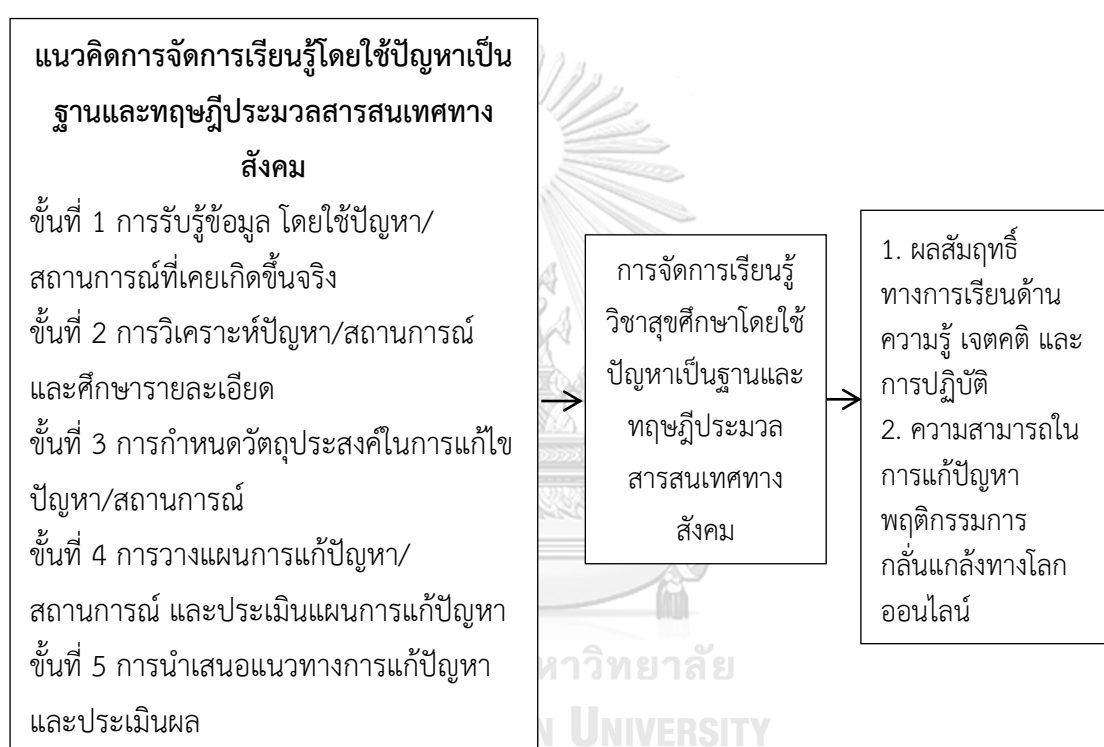 แนวคิดการจัดการเรียนรู้โดยใช้ปัญหาเป็น
ฐานและทฤษฎีประมวลสารสนเทศทาง
สังคม
ขั้นที่ 1 การรับรู้ข้อมูล โดยใช้ปัญหา/
สถานการณ์ที่เคยเกิดขึ้นจริง
ขั้นที่ 2 การวิเคราะห์ปัญหา/สถานการณ์
และศึกษารายละเอียด
ขั้นที่ 3 การกำหนดวัตถุประสงค์ในการแก้ไข
ปัญหา/สถานการณ์
ขั้นที่ 4 การวางแผนการแก้ปัญหา/
สถานการณ์ และประเมินแผนการแก้ปัญหา
ขั้นที่ 5 การนำเสนอแนวทางการแก้ปัญหา
และประเมินผล
การจัดการเรียนรู้
วิชาสุขศึกษาโดยใช้
ปัญหาเป็นฐานและ
ทฤษฎีประมวล
สารสนเทศทาง
สังคม
1. ผลสัมฤทธิ์
ทางการเรียนด้าน
ความรู้ เจตคติ และ
การปฏิบัติ
2. ความสามารถใน
การแก้ปัญหา
พฤติกรรมการ
กลั่นแกล้งทางโลก
ออนไลน์
หาวิทยาลัย
N UNIVERSITY